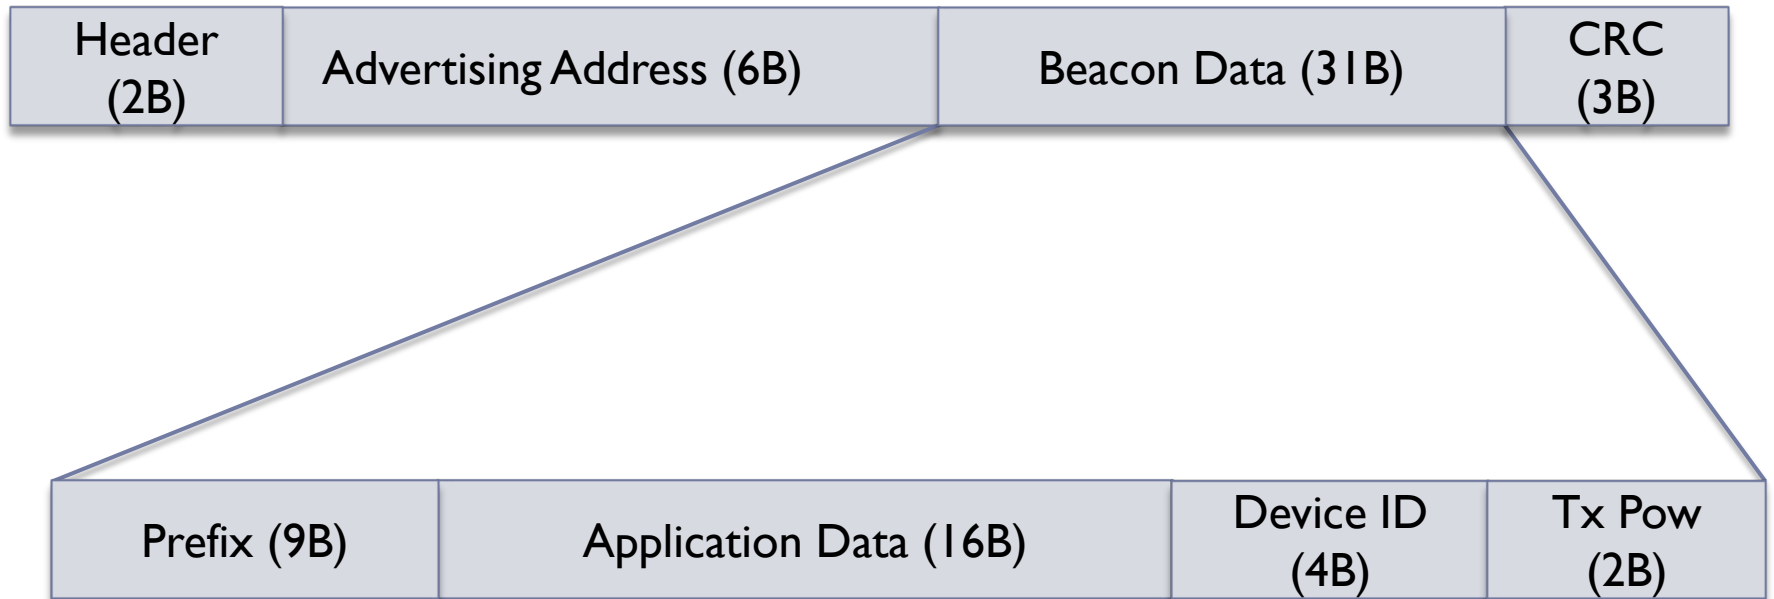 Header
(2B)
Advertising Address (6B)
Beacon Data (31B)
CRC
(3B)
Prefix (9B)
Application Data (16B)
Device ID
(4B)
Tx Pow
(2B)